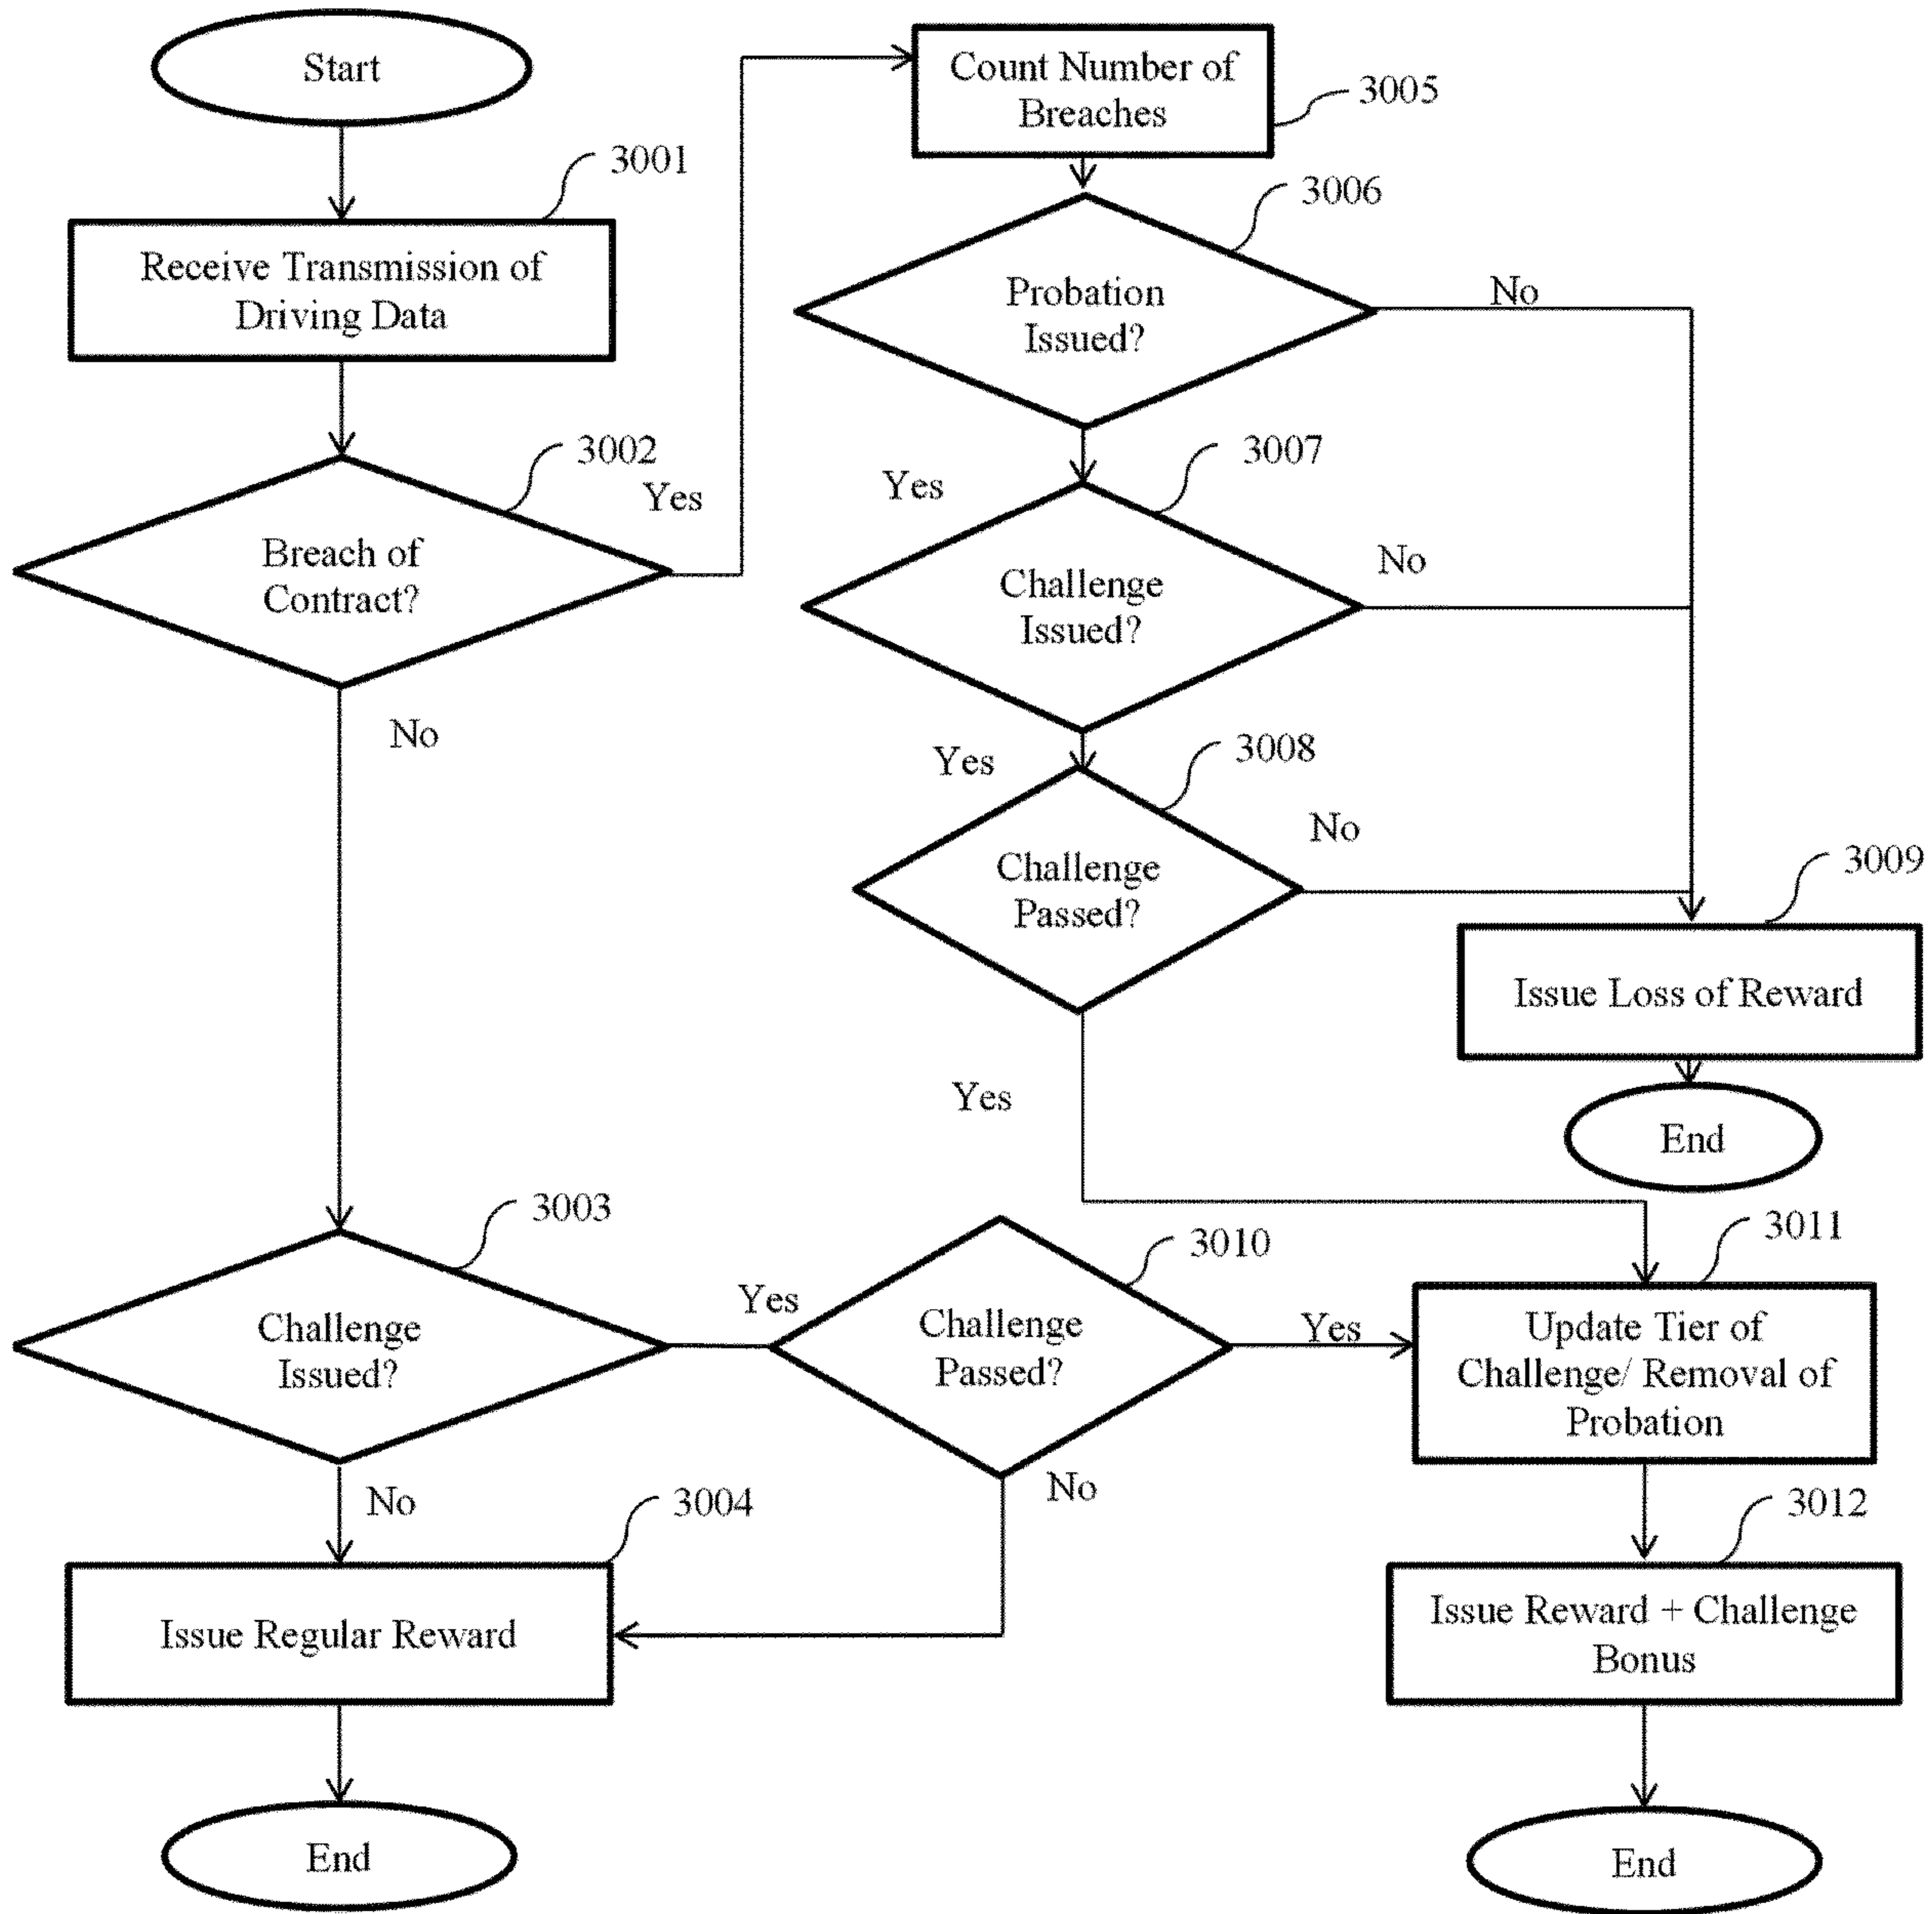 Start
3001
Receive Transmission of
Driving Data
3002
Yes
Breach of
Contract?
No
Count Number of
Breaches
3005
3006
Probation
Issued?
No
Yes
3007
Challenge
Issued?
No
Yes
3008
Challenge
Passed?
No
3009
Issue Loss of Reward
End
Yes
3003
Challenge
Issued?
Yes
3010
Challenge
Passed?
Yes
No
3011
Update Tier of
Challenge/ Removal of
Probation
No
3004
Issue Regular Reward
End
3012
Issue Reward + Challenge
Bonus
End